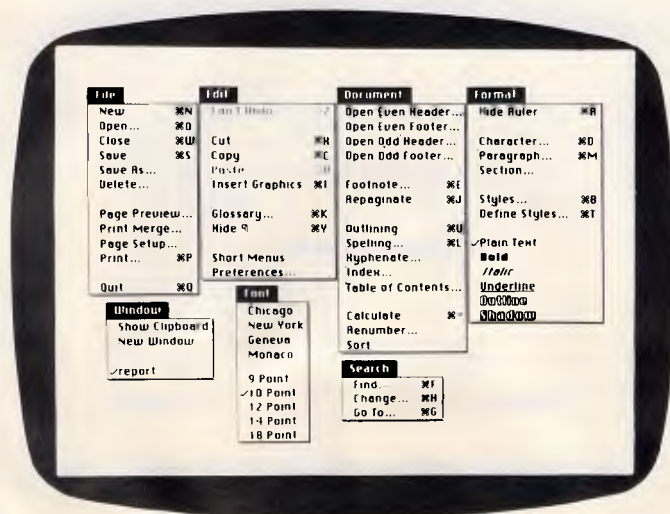 File
New ⌘N
Open... ⌘O
Close ⌘W
Save ⌘S
Save As...
Delete...
Page Preview...
Print Merge...
Page Setup...
Print... ⌘P
Quit ⌘Q
Edit
Can't Undo Z
Cut ⌘X
Copy ⌘C
Paste
Insert Graphics ⌘I
Glossary... ⌘K
Hide ¶ ⌘Y
Short Menus
Preferences...
Document
Open Even Header...
Open Even Footer...
Open Odd Header...
Open Odd Footer...
Footnote... ⌘E
Repaginate ⌘J
Outlining ⌘U
Spelling... ⌘L
Hyphenate...
Index...
Table of Contents...
Calculate ⌘=
Renumber...
Sort
Format
Hide Ruler ⌘R
Character... ⌘D
Paragraph... ⌘M
Section...
Styles... ⌘B
Define Styles... ⌘T
✓Plain Text
Bold
Italic
Underline
Outline
Shadow
Window
Show Clipboard
New Window
✓report
Font
Chicago
New York
Geneva
Monaco
9 Point
✓10 Point
12 Point
14 Point
18 Point
Search
Find... ⌘F
Change... ⌘H
Go To... ⌘G